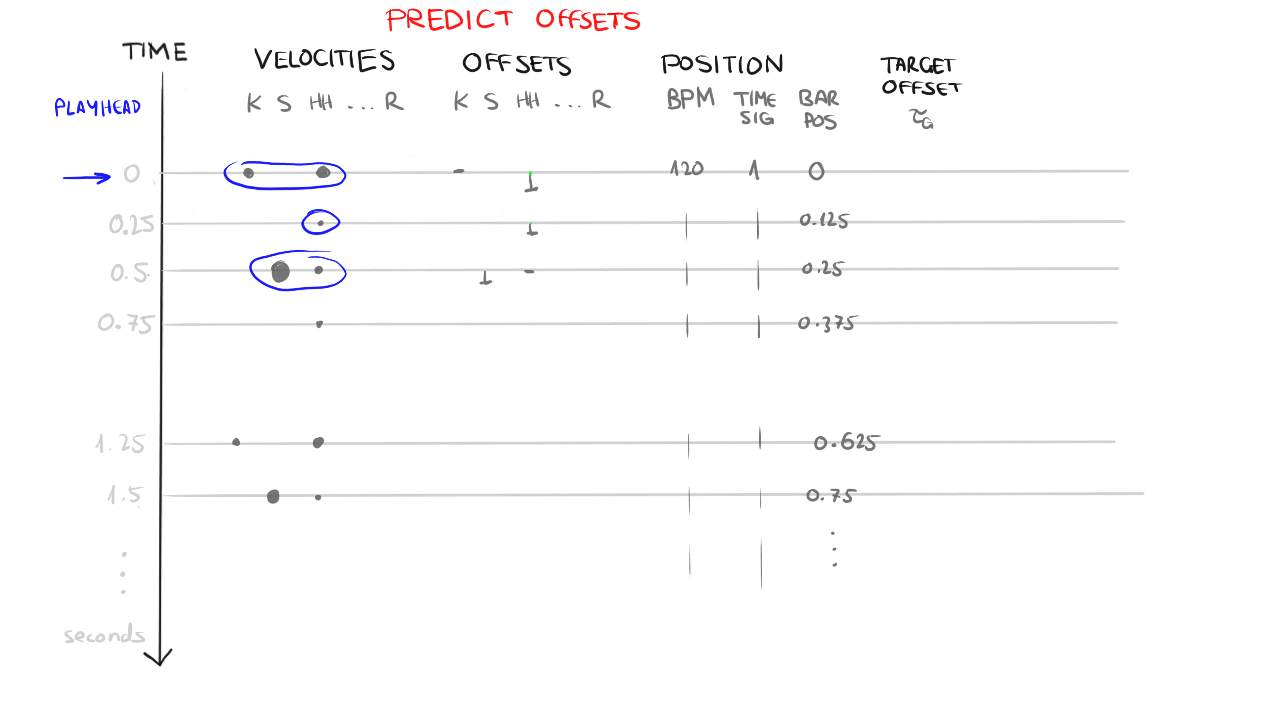 PREDICT OFFSETS
TIME VELOCITIES OFFSETS POSITION TARGET OFFSET
PLAYHEAD K S HH ... R K S HH ... R BPM TIME SIG BAR POS τG
0 120 1 0
0.25 0.125
0.5 0.25
0.75 0.375
1.25 0.625
1.5 0.75
seconds